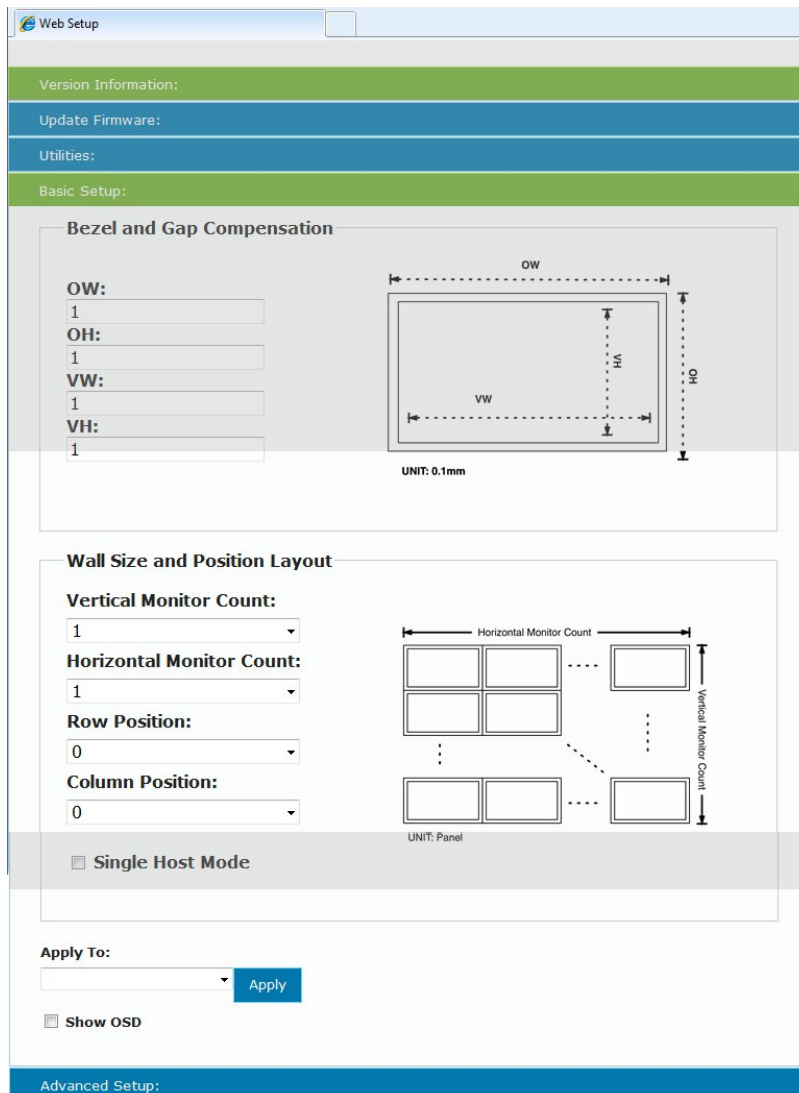 Web Setup
Version Information:
Update Firmware:
Utilities:
Basic Setup:
Bezel and Gap Compensation
OW:
1
OH:
1
VW:
1
VH:
1
OW
VH
OH
VW
UNIT: 0.1mm
Wall Size and Position Layout
Vertical Monitor Count:
1
Horizontal Monitor Count:
1
Row Position:
0
Column Position:
0
Horizontal Monitor Count
Vertical Monitor Count
UNIT: Panel
Single Host Mode
Apply To:
Apply
Show OSD
Advanced Setup: